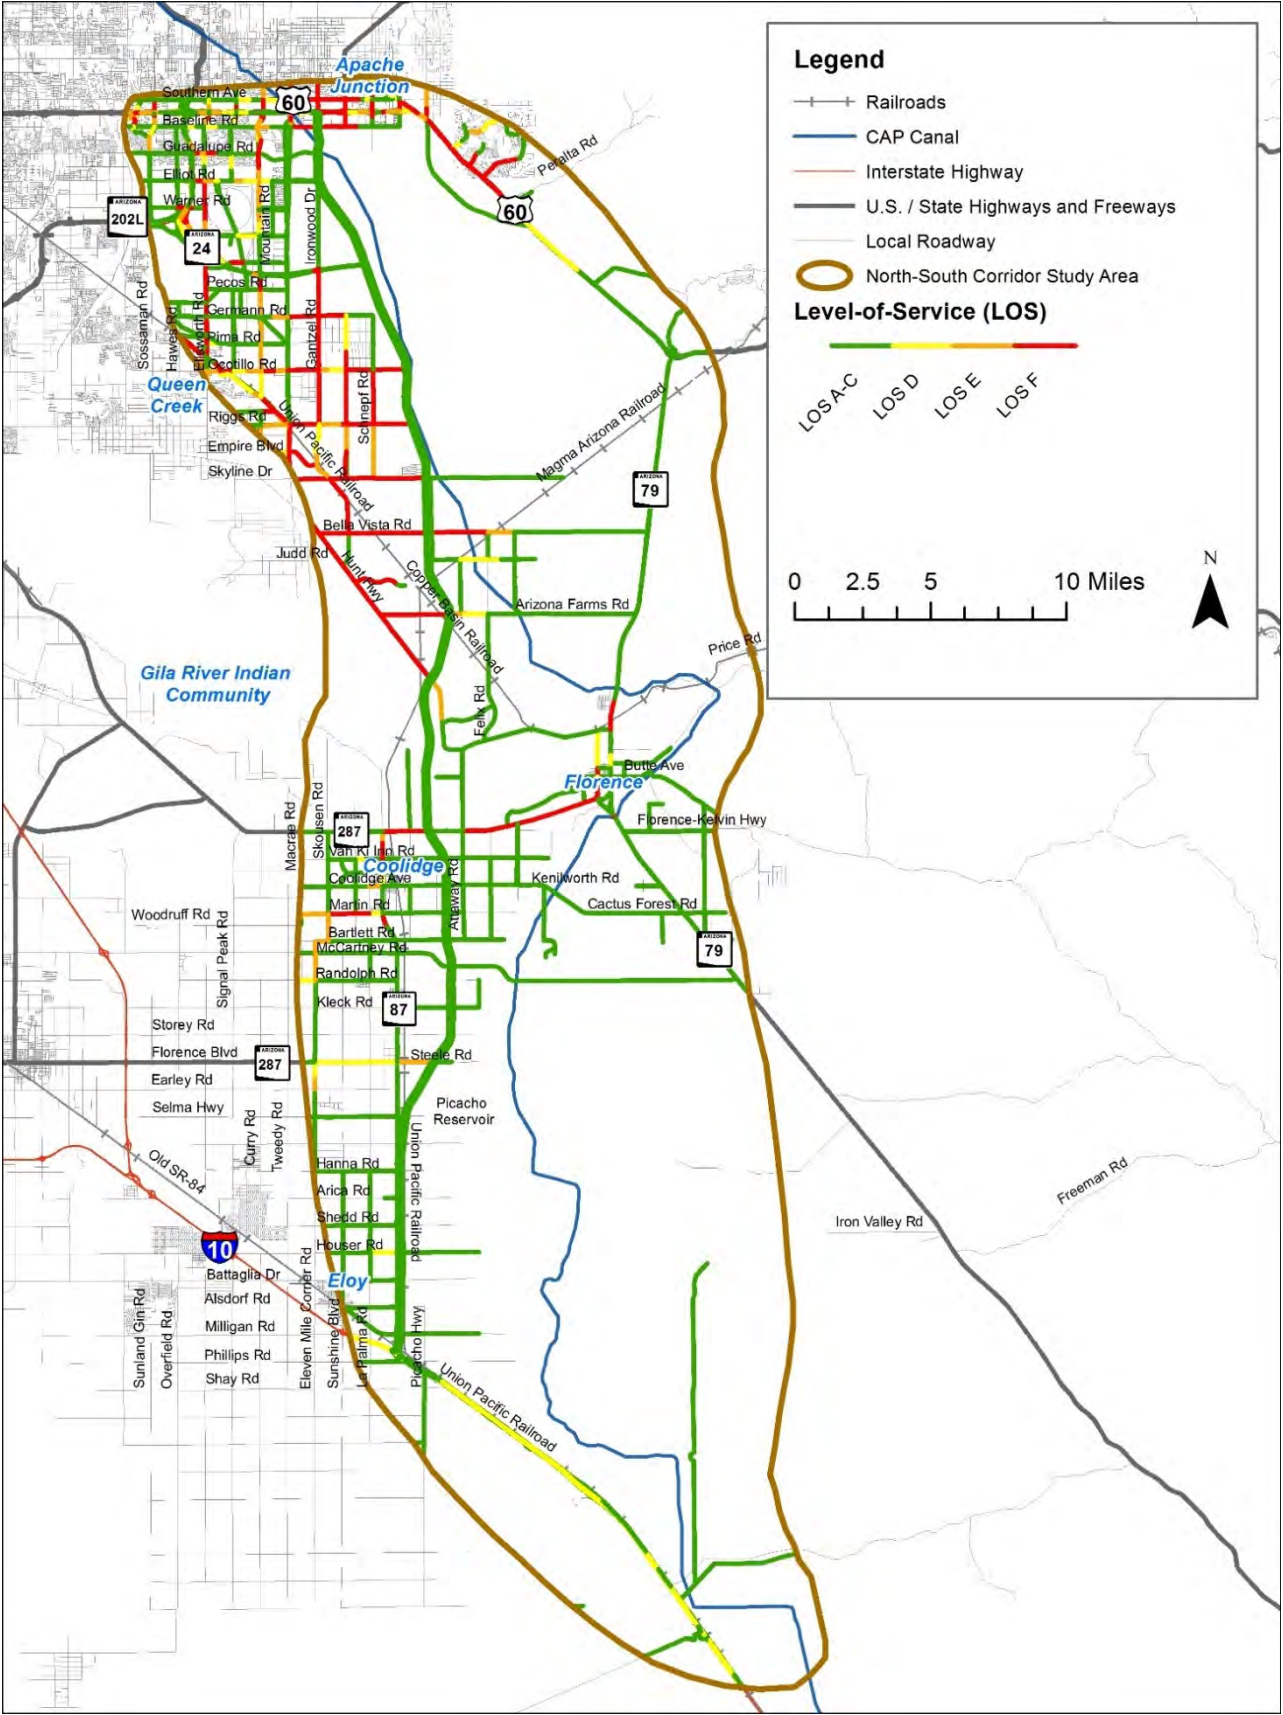 Legend
Railroads
CAP Canal
Interstate Highway
U.S. / State Highways and Freeways
Local Roadway
North-South Corridor Study Area
Level-of-Service (LOS)
LOS A-C
LOS D
LOS E
LOS F
0 2.5 5 10 Miles
N
Apache
Junction
Southern Ave
60
Baseline Rd
Guadalupe Rd
Peralta Rd
Elliot Rd
Warner Rd
ARIZONA
202L
60
ARIZONA
24
Mountain Rd
Ironwood Dr
Pecos Rd
Sossaman Rd
Hawes Rd
Ellsworth Rd
Germann Rd
Gantzel Rd
Pima Rd
Ocotillo Rd
Queen
Creek
Schnepf Rd
Riggs Rd
Union Pacific Railroad
Empire Blvd
Magma Arizona Railroad
Skyline Dr
ARIZONA
79
Bella Vista Rd
Judd Rd
Hunt Hwy
Copper Basin Railroad
Arizona Farms Rd
Price Rd
Gila River Indian
Community
Felix Rd
Butte Ave
Florence
Macrae Rd
Skousen Rd
ARIZONA
287
Florence-Kelvin Hwy
Van Ki Inn Rd
Coolidge
Coolidge Ave
Attaway Rd
Kenilworth Rd
Martin Rd
Cactus Forest Rd
Woodruff Rd
Signal Peak Rd
Bartlett Rd
McCartney Rd
ARIZONA
79
Randolph Rd
Kleck Rd
ARIZONA
87
Storey Rd
Florence Blvd
ARIZONA
287
Steele Rd
Earley Rd
Selma Hwy
Picacho
Reservoir
Curry Rd
Tweedy Rd
Union Pacific Railroad
Old SR-84
Hanna Rd
Arica Rd
Freeman Rd
Shedd Rd
Iron Valley Rd
10
Houser Rd
Battaglia Dr
Eloy
Eleven Mile Corner Rd
Sunland Gin Rd
Overfield Rd
Alsdorf Rd
Sunshine Blvd
La Palma Rd
Picacho Hwy
Milligan Rd
Phillips Rd
Shay Rd
Union Pacific Railroad